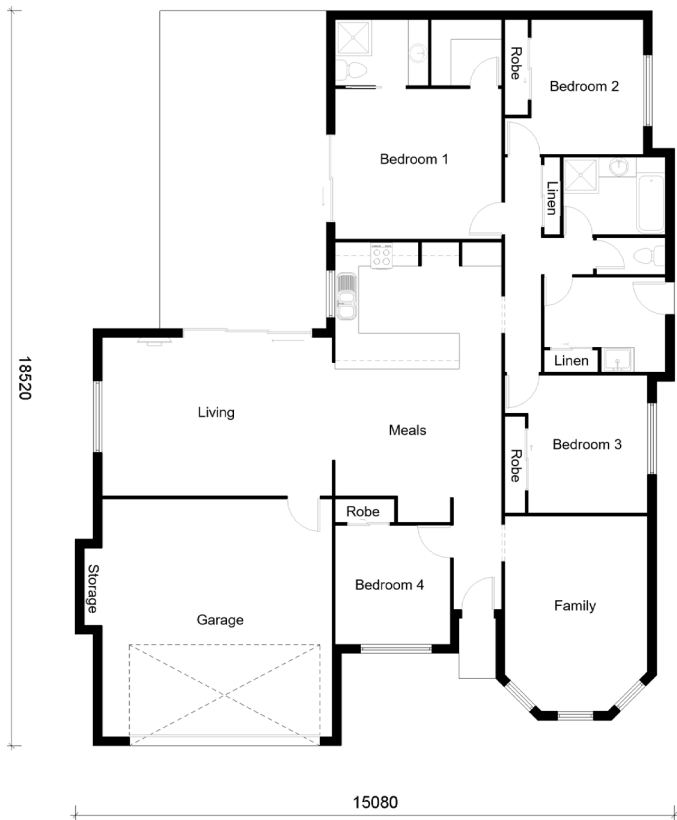 Robe
Bedroom 2
Bedroom 1
Linen
18520
Linen
Living
Meals
Bedroom 3
Robe
Robe
Storage
Bedroom 4
Garage
Family
15080